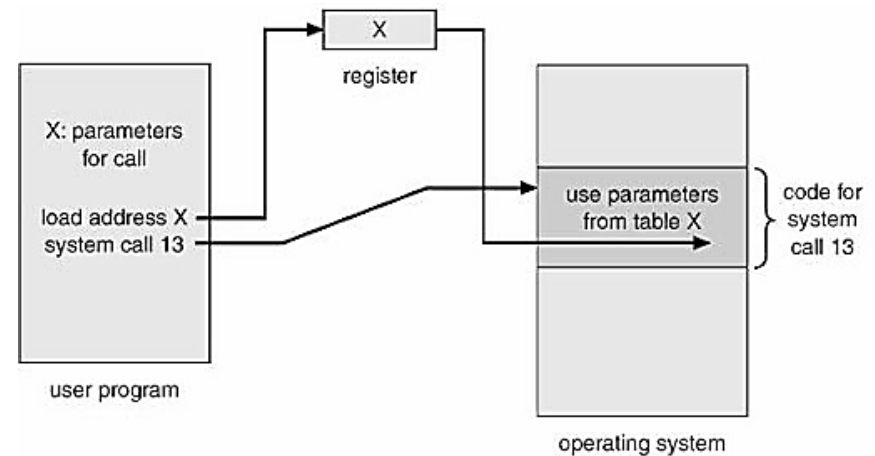 X
register
X: parameters
for call
load address X
system call 13
user program
use parameters
from table X
code for
system
call 13
operating system